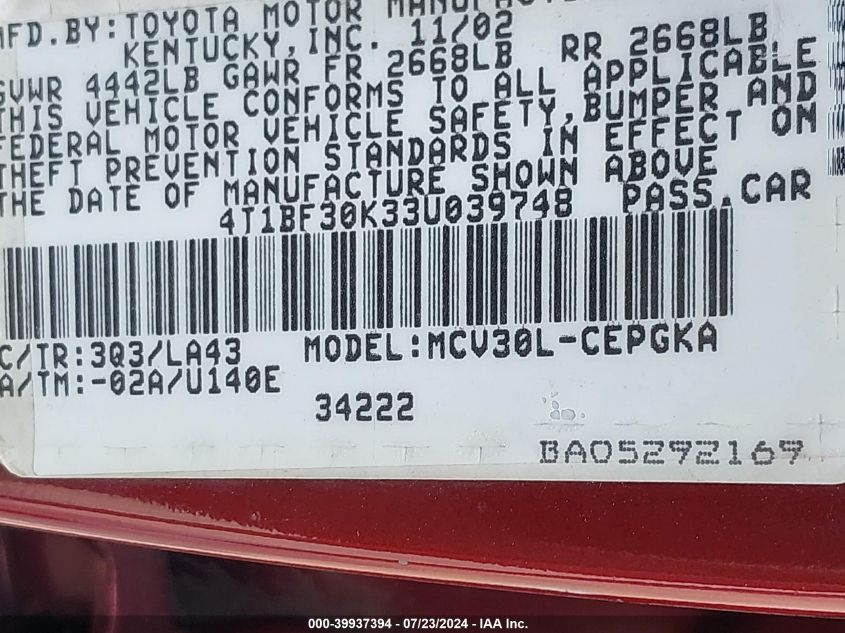 MFD.BY:TOYOTA MOTOR
KENTUCKY,INC. 11/02
GVWR 4442LB GAWR FR 2668LB RR 2668LB
THIS VEHICLE CONFORMS TO ALL APPLICABLE
FEDERAL MOTOR VEHICLE SAFETY,BUMPER AND
THEFT PREVENTION STANDARDS IN EFFECT ON
THE DATE OF MANUFACTURE SHOWN ABOVE
4T1BF30K33U039748 PASS.CAR
C/TR:3Q3/LA43 MODEL:MCV30L-CEPGKA
A/TM:-02A/U140E
34222
BA05292169
000-39937394 - 07/23/2024 - IAA Inc.